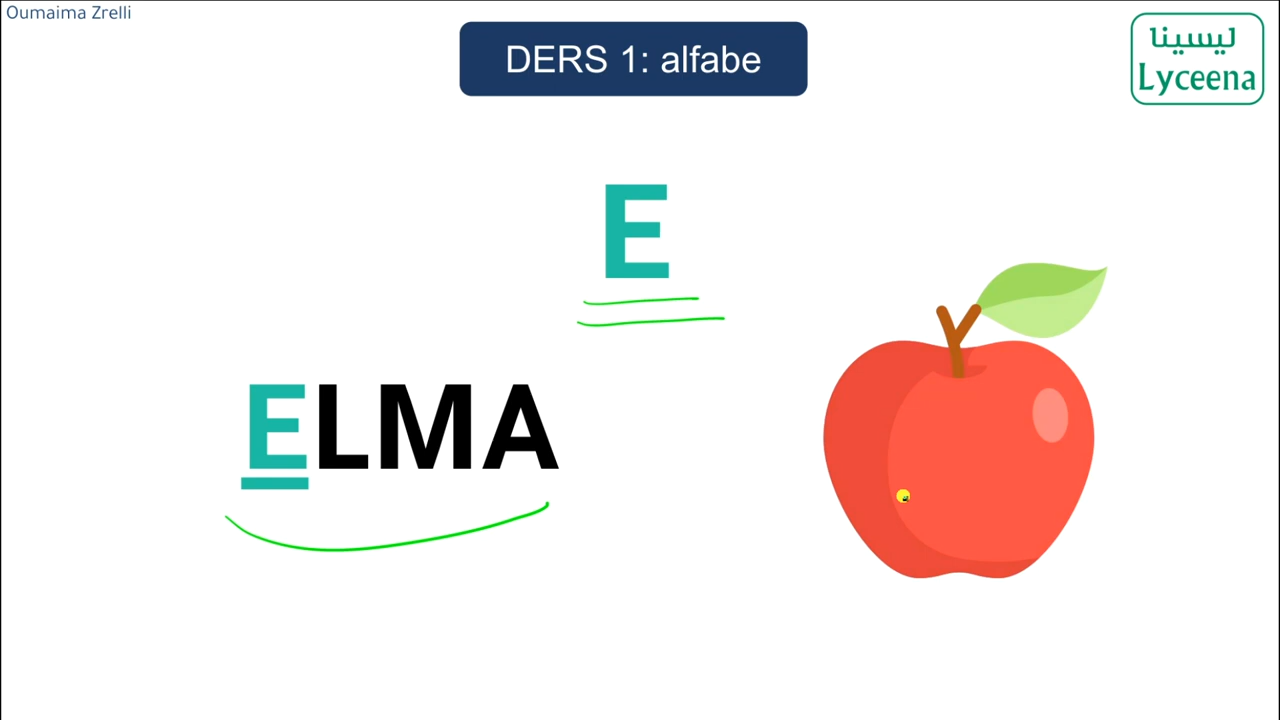 Oumaima Zrelli
DERS 1: alfabe
ليسينا
Lyceena
E
ELMA